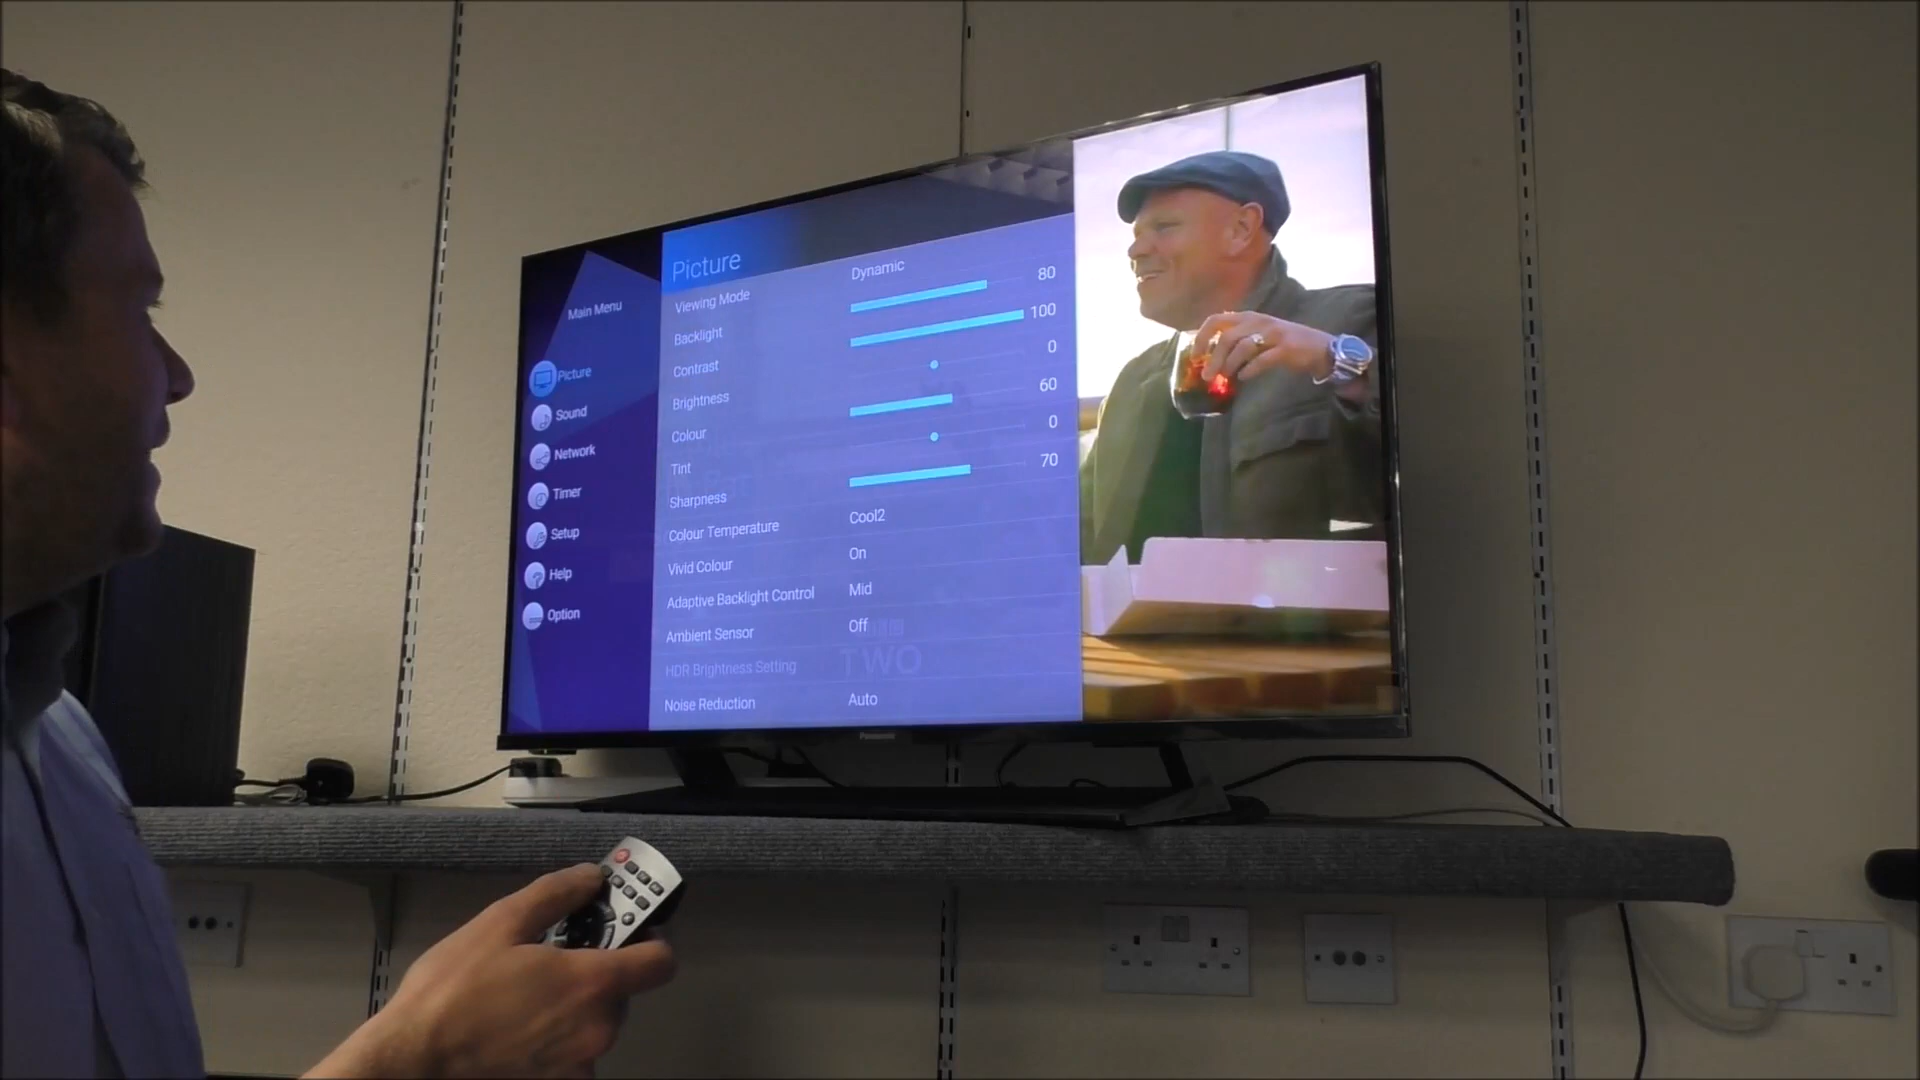 Main Menu
Picture
Sound
Network
Timer
Setup
Help
Option
Picture
Viewing Mode Dynamic
Backlight 80
Contrast 100
Brightness 0
Colour 60
Tint 0
Sharpness 70
Colour Temperature Cool2
Vivid Colour On
Adaptive Backlight Control Mid
Ambient Sensor Off
HDR Brightness Setting
TWO
Noise Reduction Auto
Panasonic